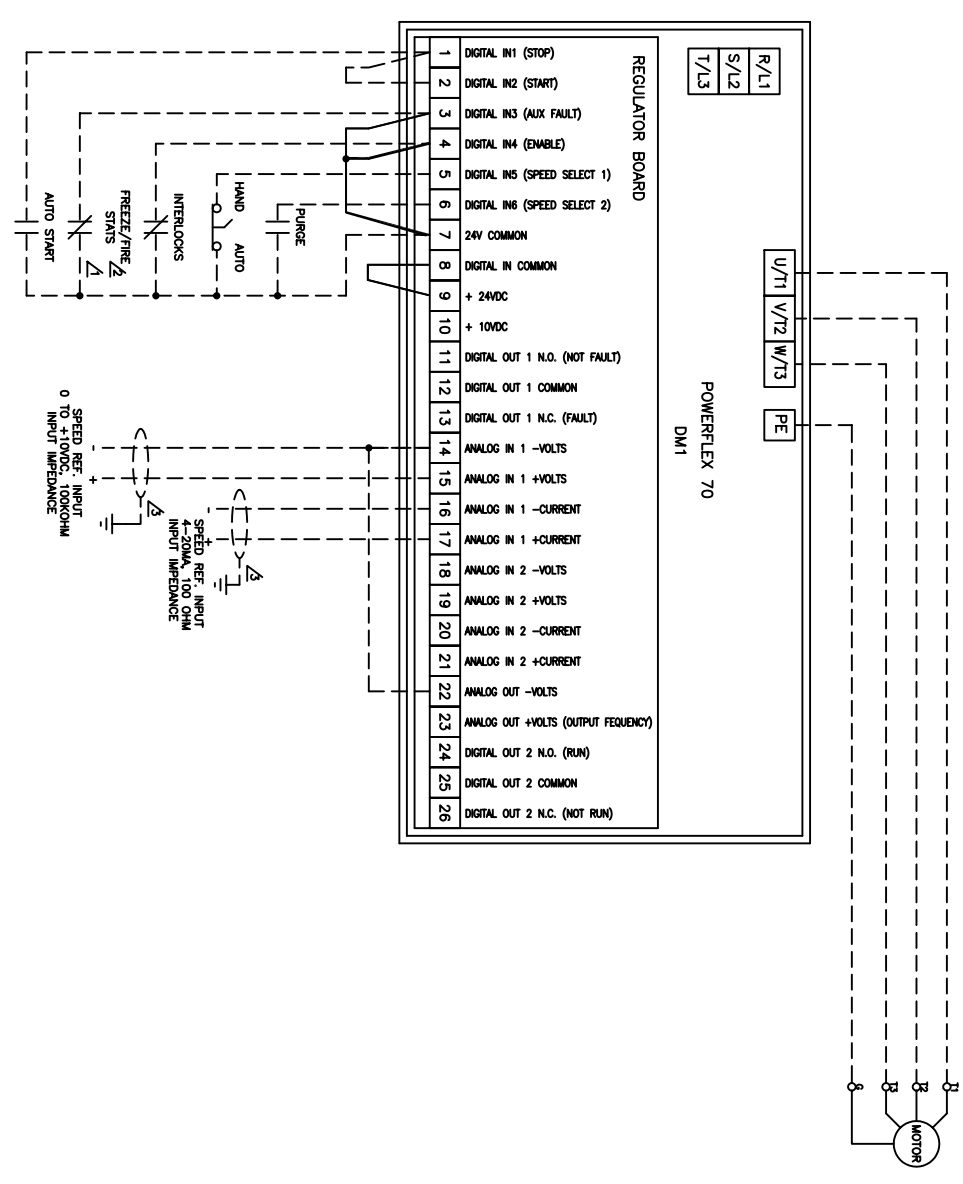 R/L1
S/L2
T/L3
REGULATOR BOARD
1 DIGITAL IN1 (STOP)
2 DIGITAL IN2 (START)
3 DIGITAL IN3 (AUX FAULT)
4 DIGITAL IN4 (ENABLE)
5 DIGITAL IN5 (SPEED SELECT 1)
6 DIGITAL IN6 (SPEED SELECT 2)
7 24V COMMON
8 DIGITAL IN COMMON
9 + 24VDC
10 + 10VDC
11 DIGITAL OUT 1 N.O. (NOT FAULT)
12 DIGITAL OUT 1 COMMON
13 DIGITAL OUT 1 N.C. (FAULT)
14 ANALOG IN 1 -VOLTS
15 ANALOG IN 1 +VOLTS
16 ANALOG IN 1 -CURRENT
17 ANALOG IN 1 +CURRENT
18 ANALOG IN 2 -VOLTS
19 ANALOG IN 2 +VOLTS
20 ANALOG IN 2 -CURRENT
21 ANALOG IN 2 +CURRENT
22 ANALOG OUT -VOLTS
23 ANALOG OUT +VOLTS (OUTPUT FEQUENCY)
24 DIGITAL OUT 2 N.O. (RUN)
25 DIGITAL OUT 2 COMMON
26 DIGITAL OUT 2 N.C. (NOT RUN)
U/T1
V/T2
W/T3
PE
POWERFLEX 70
DM1
PURGE
HAND AUTO
INTERLOCKS
FREEZE/FIRE
STATS
2
1
AUTO START
- +
SPEED REF. INPUT
0 TO +10VDC, 100KOHM
INPUT IMPEDANCE
3
- +
SPEED REF. INPUT
4-20MA, 100 OHM
INPUT IMPEDANCE
3
T1
T2
T3
G
MOTOR